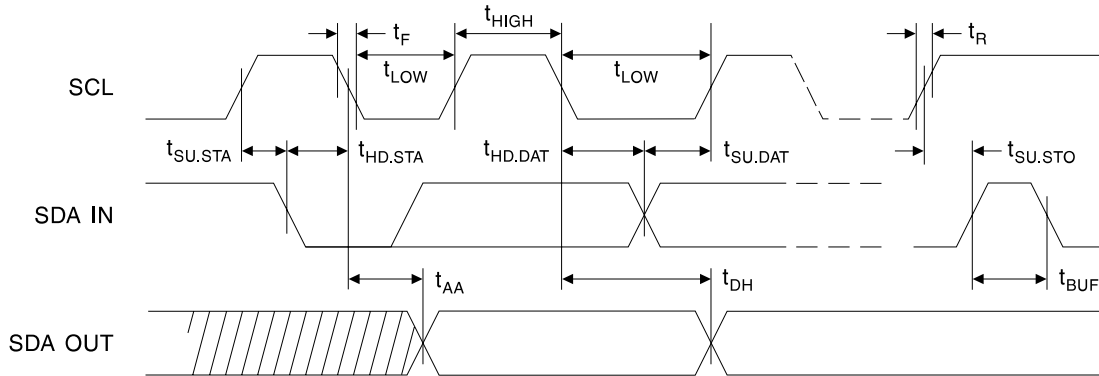 tHIGH
tF
tR
tLOW
tLOW
SCL
tSU.STA
tHD.STA
tHD.DAT
tSU.DAT
tSU.STO
SDA IN
tAA
tDH
tBUF
SDA OUT